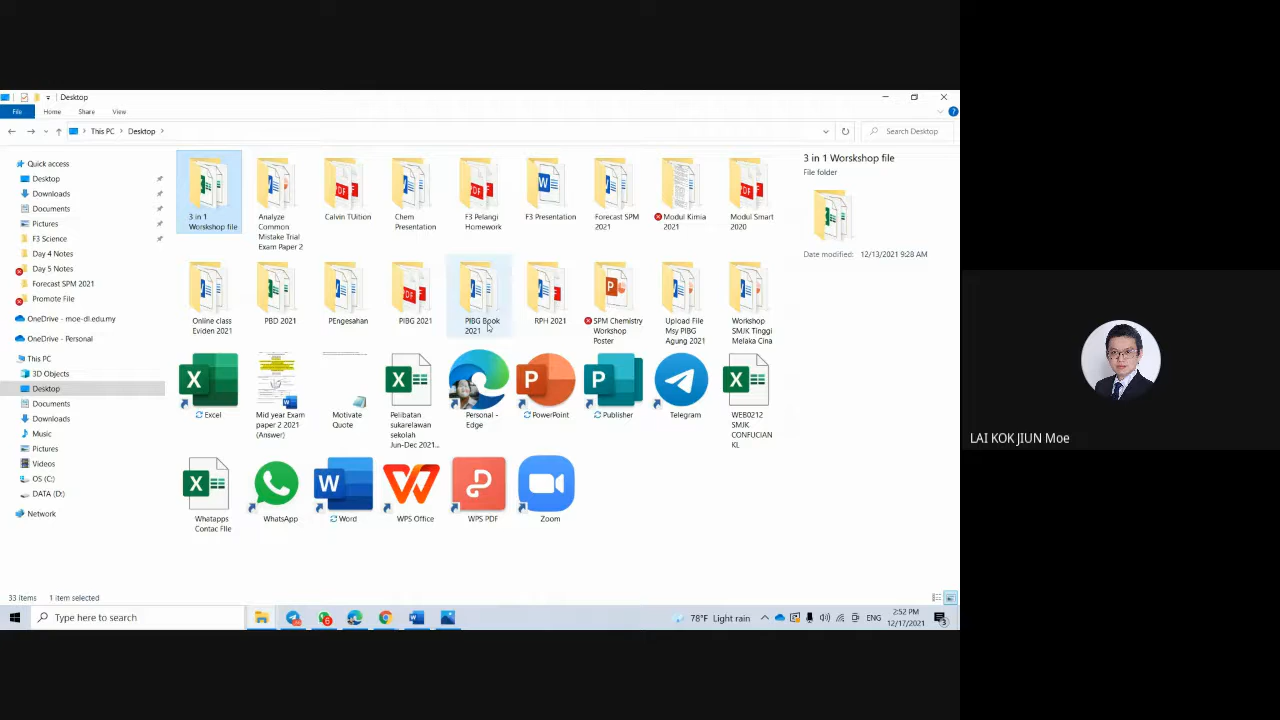 Desktop
File Home Share View
This PC Desktop Search Desktop
Quick access
Desktop
Downloads
Documents
Pictures
F3 Science
Day 4 Notes
Day 5 Notes
Forecast SPM 2021
Promote File
OneDrive - moe-dl.edu.my
OneDrive - Personal
This PC
3D Objects
Desktop
Documents
Downloads
Music
Pictures
Videos
OS (C:)
DATA (D:)
Network
3 in 1
Worskshop file
Analyze
Common
Mistake Trial
Exam Paper 2
Calvin TUition
Chem
Presentation
F3 Pelangi
Homework
F3 Presentation
Forecast SPM
2021
Modul Kimia
2021
Modul Smart
2020
Online class
Eviden 2021
PBD 2021
PEngesahan
PIBG 2021
PIBG Book
2021
RPH 2021
SPM Chemistry
Workshop
Poster
Upload File
Msy PIBG
Agung 2021
Workshop
SMJK Tinggi
Melaka Cina
Excel
Mid year Exam
paper 2 2021
(Answer)
Motivate
Quote
Pelibatan
sukarelawan
sekolah
Jun-Dec 2021...
Personal -
Edge
PowerPoint
Publisher
Telegram
WEB0212
SMJK
CONFUCIAN
KL
Whatapps
Contac File
WhatsApp
Word
WPS Office
WPS PDF
Zoom
3 in 1 Worskshop file
File folder
Date modified: 12/13/2021 9:28 AM
33 items 1 item selected
Type here to search
78°F Light rain
ENG
2:52 PM
12/17/2021
LAI KOK JIUN Moe